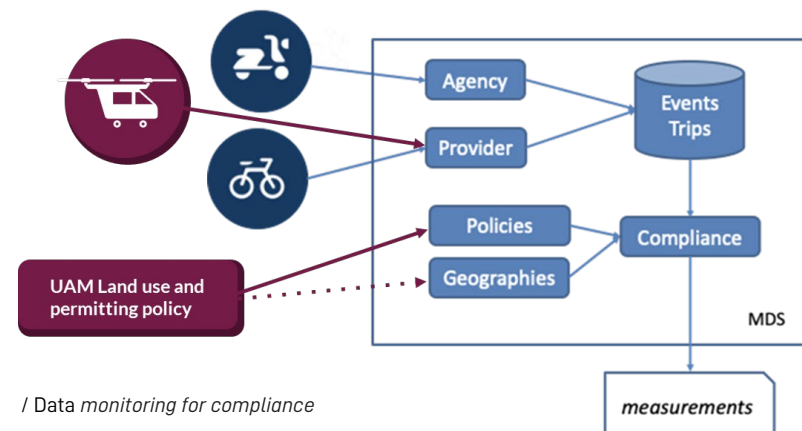 Agency
Events
Trips
Provider
Policies
Compliance
Geographies
UAM Land use and
permitting policy
MDS
/ Data monitoring for compliance
measurements